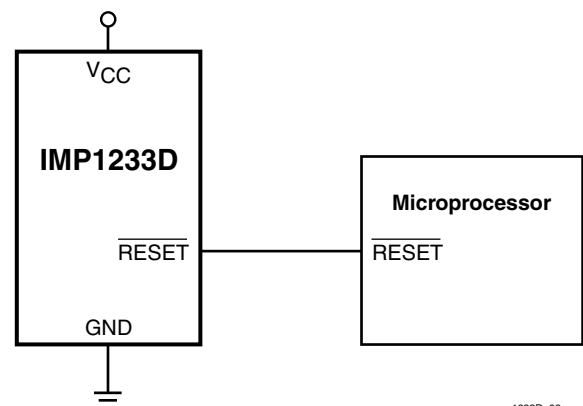 VCC
IMP1233D
Microprocessor
RESET
RESET
GND